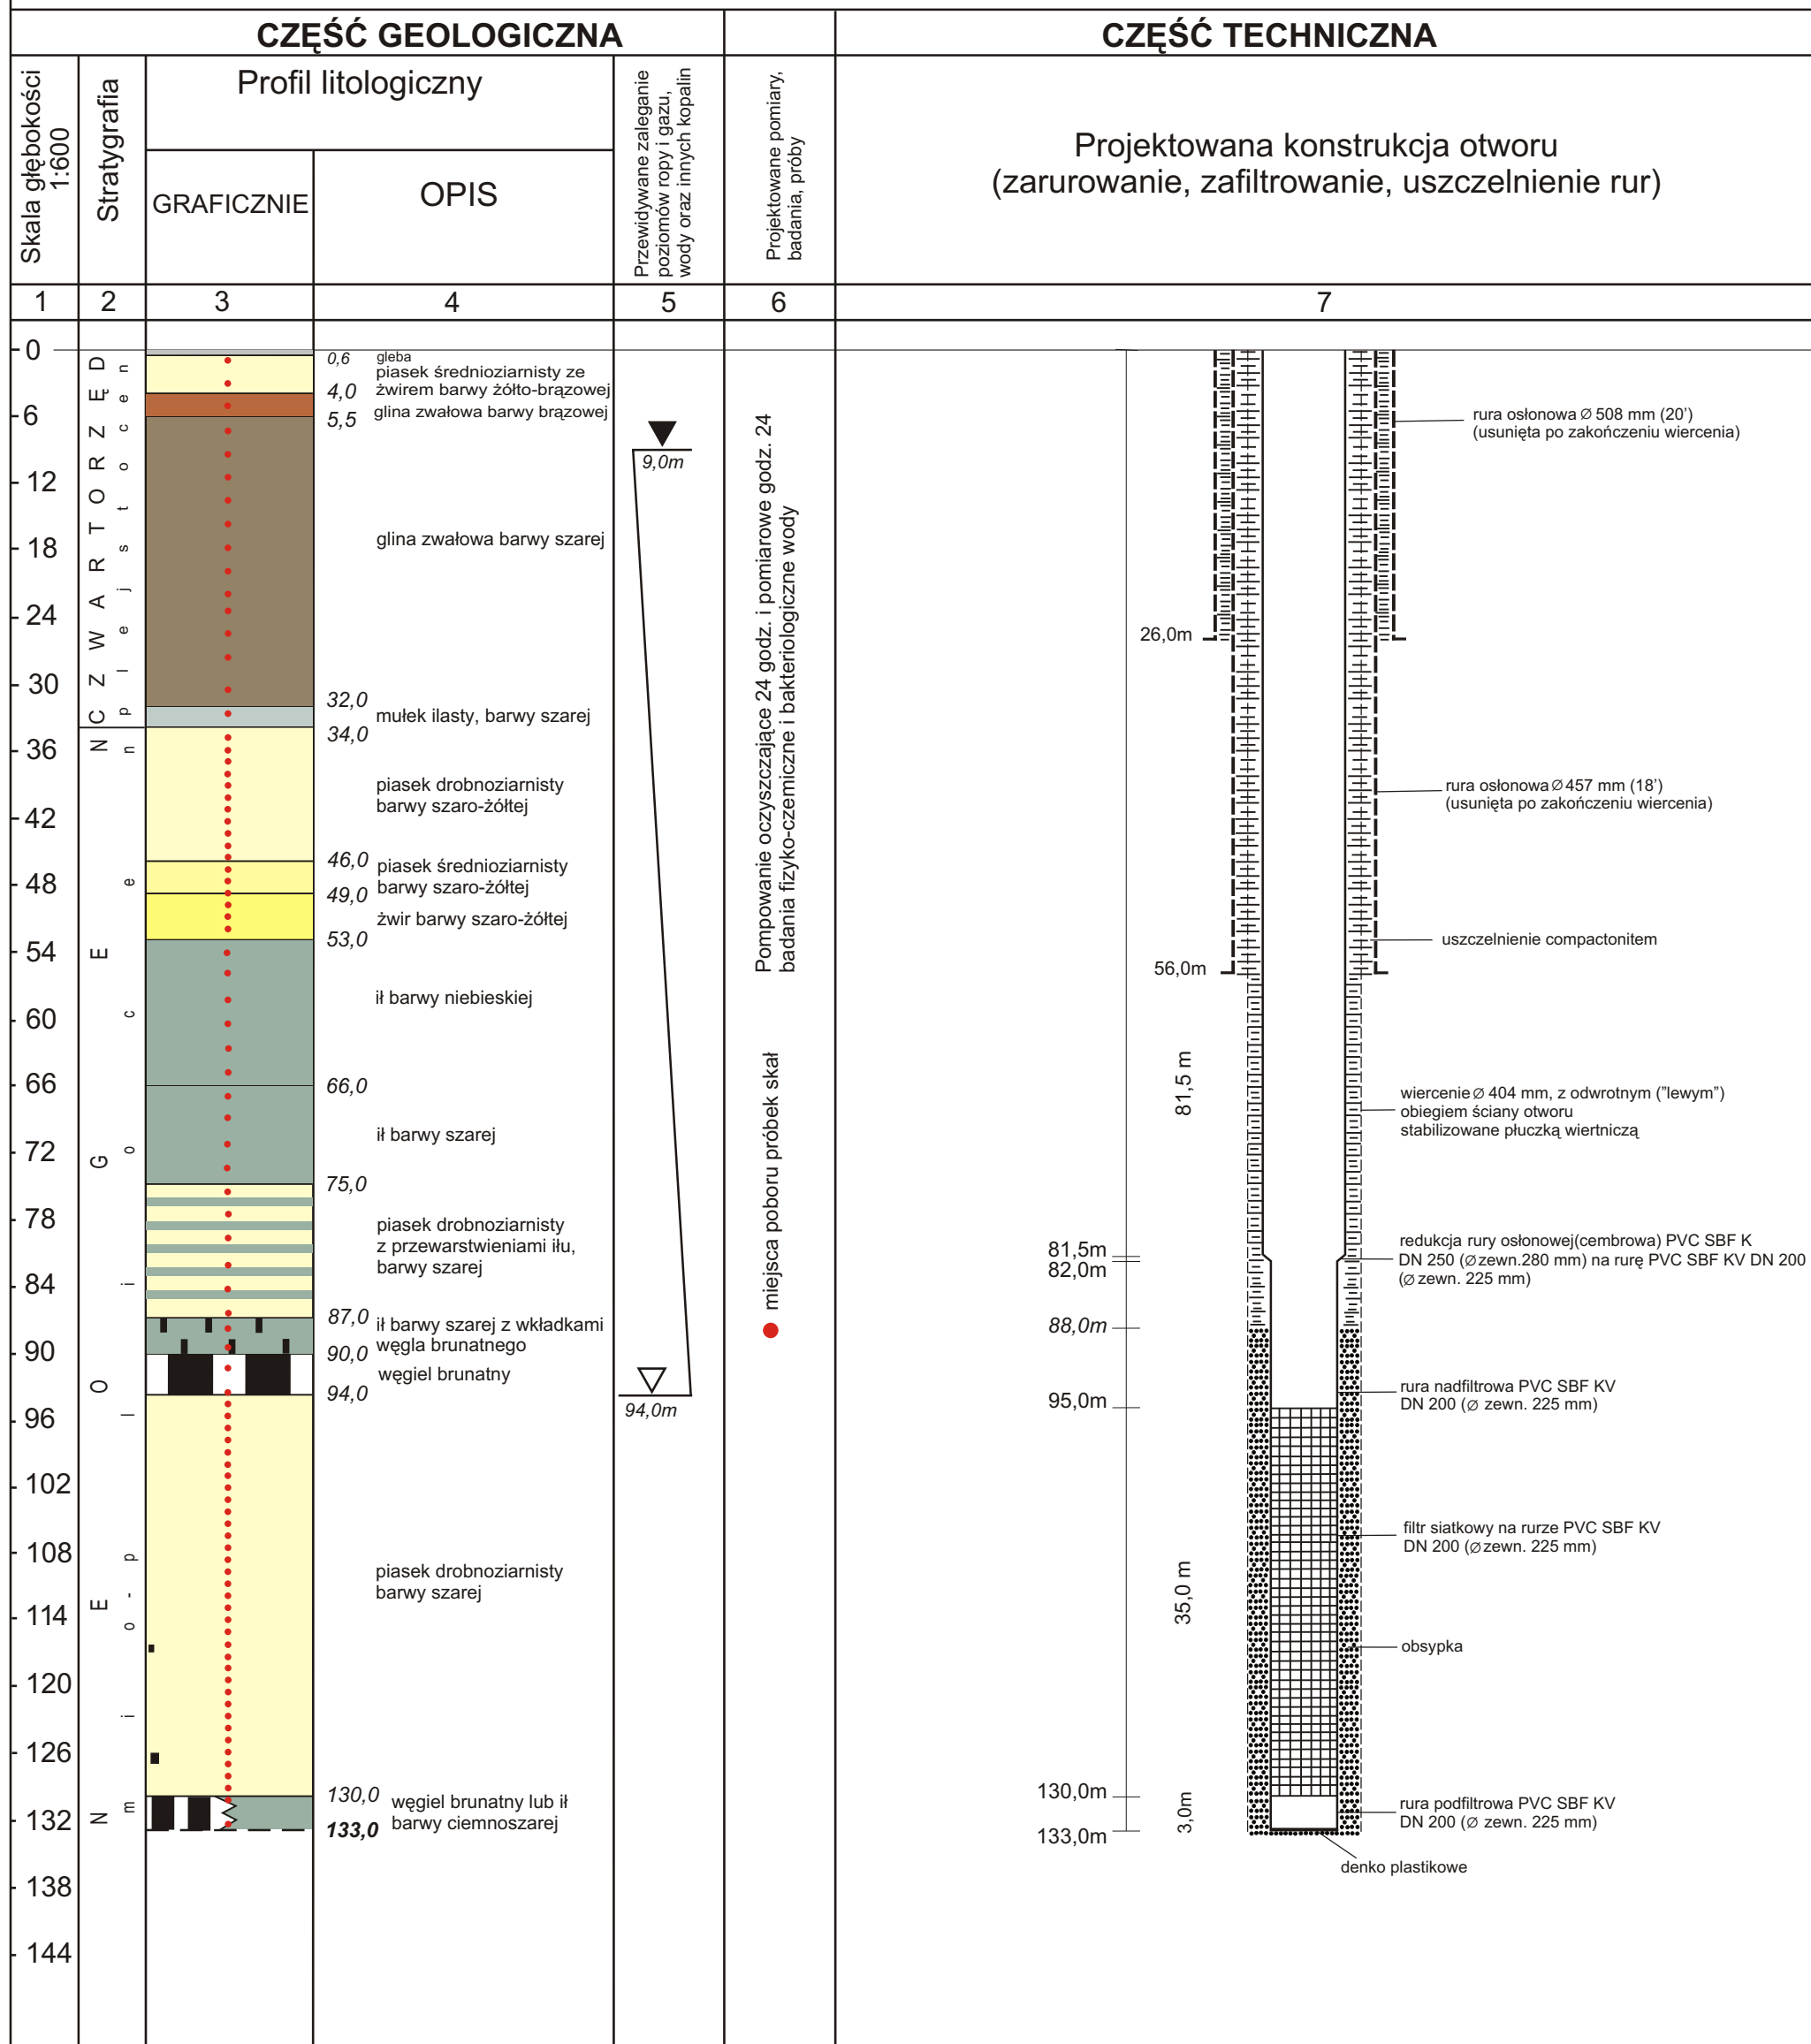 CZĘŚĆ GEOLOGICZNA
CZĘŚĆ TECHNICZNA
Skala głębokości
1:600
Stratygrafia
Profil litologiczny
GRAFICZNIE
OPIS
Przewidywane zaleganie
poziomów ropy i gazu,
wody oraz innych kopalin
Projektowane pomiary,
badania, próby
Projektowana konstrukcja otworu
(zarurowanie, zafiltrowanie, uszczelnienie rur)
1
2
3
4
5
6
7
0
6
12
18
24
30
36
42
48
54
60
66
72
78
84
90
96
102
108
114
120
126
132
138
144
CZWARTORZĘD
plejstocen
NEOGEN
mio-pliocen
0,6
gleba
piasek średnioziarnisty ze
żwirem barwy żółto-brązowej
4,0
glina zwałowa barwy brązowej
5,5
glina zwałowa barwy szarej
32,0
mułek ilasty, barwy szarej
34,0
piasek drobnoziarnisty
barwy szaro-żółtej
46,0
piasek średnioziarnisty
barwy szaro-żółtej
49,0
żwir barwy szaro-żółtej
53,0
ił barwy niebieskiej
66,0
ił barwy szarej
75,0
piasek drobnoziarnisty
z przewarstwieniami iłu,
barwy szarej
87,0
ił barwy szarej z wkładkami
węgla brunatnego
90,0
węgiel brunatny
94,0
piasek drobnoziarnisty
barwy szarej
130,0
węgiel brunatny lub ił
barwy ciemnoszarej
133,0
9,0m
94,0m
Pompowanie oczyszczające 24 godz. i pomiarowe godz. 24
badania fizyko-czemiczne i bakteriologiczne wody
miejsca poboru próbek skał
26,0m
56,0m
81,5 m
81,5m
82,0m
88,0m
95,0m
35,0 m
130,0m
3,0m
133,0m
rura osłonowa Ø 508 mm (20')
(usunięta po zakończeniu wiercenia)
rura osłonowa Ø 457 mm (18')
(usunięta po zakończeniu wiercenia)
uszczelnienie compactonitem
wiercenie Ø 404 mm, z odwrotnym ("lewym")
obiegiem ściany otworu
stabilizowane płuczką wiertniczą
redukcja rury osłonowej(cembrowa) PVC SBF K
DN 250 (Ø zewn.280 mm) na rurę PVC SBF KV DN 200
(Ø zewn. 225 mm)
rura nadfiltrowa PVC SBF KV
DN 200 (Ø zewn. 225 mm)
filtr siatkowy na rurze PVC SBF KV
DN 200 (Ø zewn. 225 mm)
obsypka
rura podfiltrowa PVC SBF KV
DN 200 (Ø zewn. 225 mm)
denko plastikowe